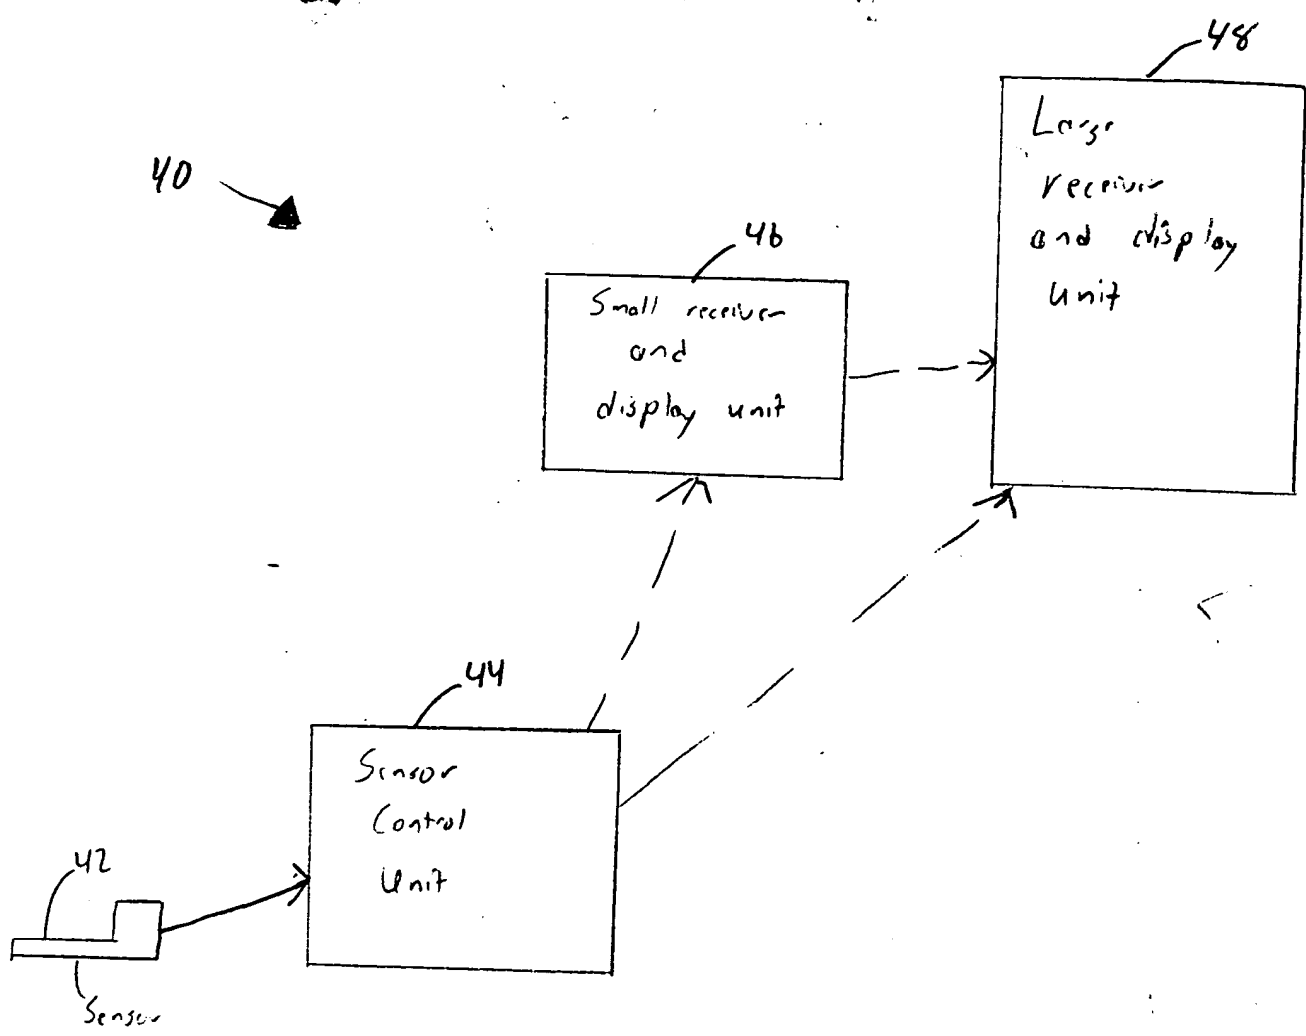 48
Large
receiver
and display
unit
40
46
Small receiver
and
display unit
44
Sensor
Control
Unit
42
Sensor